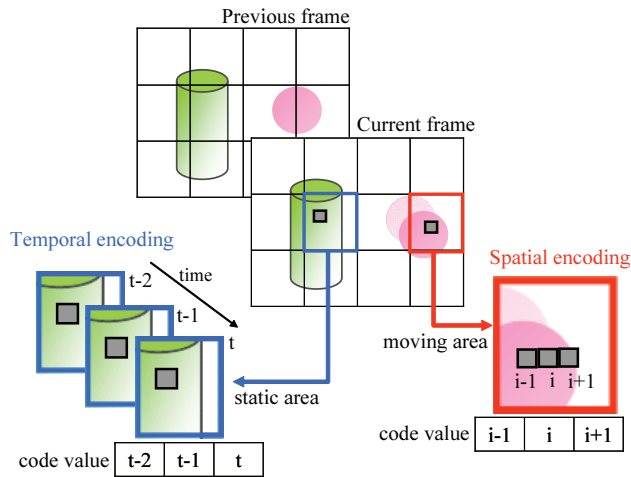 Previous frame
Current frame
Temporal encoding
Spatial encoding
time
t-2
t-1
t
moving area
static area
i-1 i i+1
code value t-2 t-1 t
code value i-1 i i+1